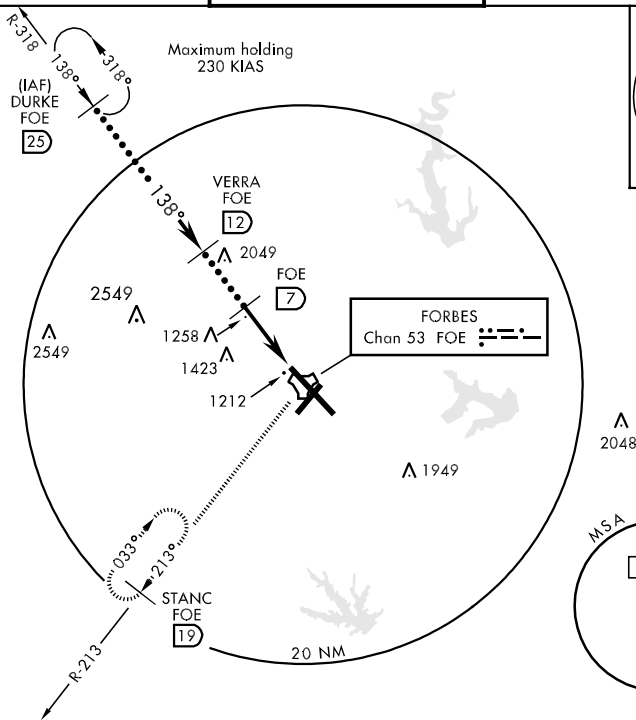 R-318
138°
318°
Maximum holding
230 KIAS
(IAF)
DURKE
FOE
25
138°
VERRA
FOE
12
2049
FOE
7
2549
2549
1258
1423
1212
FORBES
Chan 53 FOE
2048
1949
MSA
033°
213°
STANC
FOE
19
R-213
20 NM